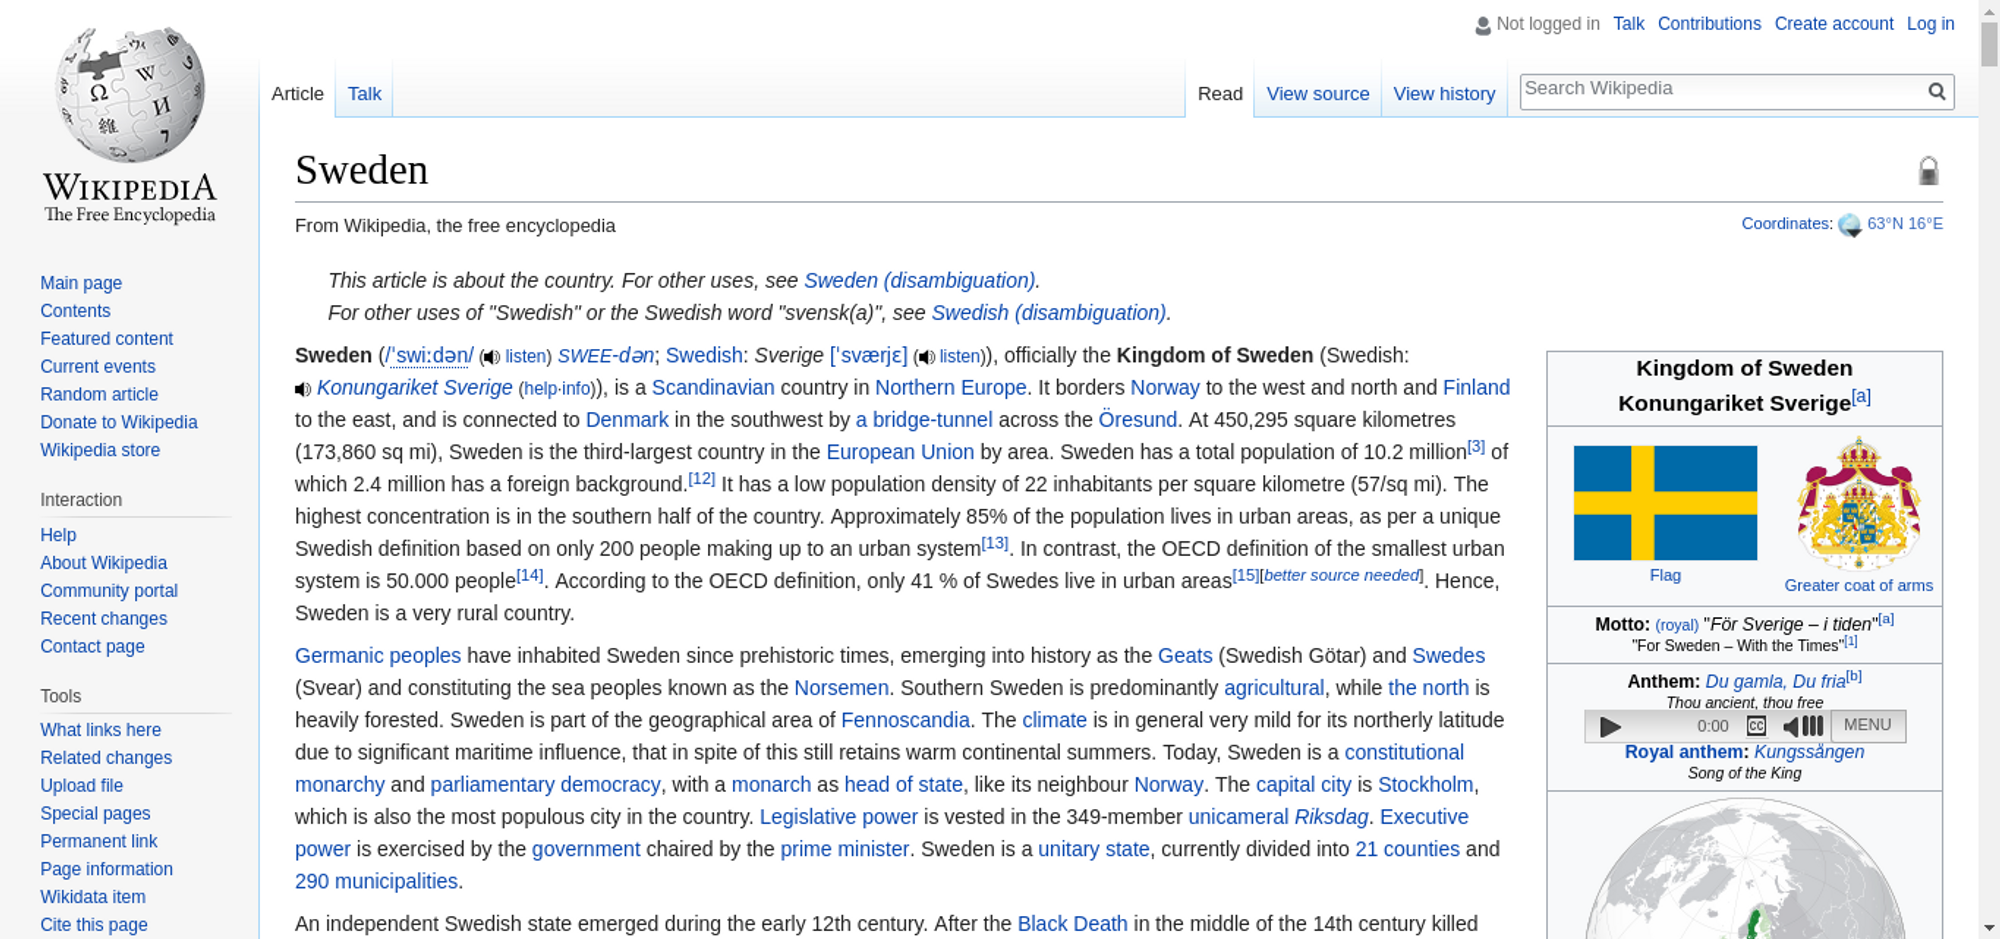 Not logged in Talk Contributions Create account Log in
Article Talk Read View source View history Search Wikipedia
WIKIPEDIA
The Free Encyclopedia
Main page
Contents
Featured content
Current events
Random article
Donate to Wikipedia
Wikipedia store
Interaction
Help
About Wikipedia
Community portal
Recent changes
Contact page
Tools
What links here
Related changes
Upload file
Special pages
Permanent link
Page information
Wikidata item
Cite this page
Sweden
From Wikipedia, the free encyclopedia
Coordinates: 63°N 16°E
This article is about the country. For other uses, see Sweden (disambiguation).
For other uses of "Swedish" or the Swedish word "svensk(a)", see Swedish (disambiguation).
Sweden (/ˈswiːdən/ (listen) SWEE-dən; Swedish: Sverige [ˈsværjɛ] (listen)), officially the Kingdom of Sweden (Swedish:
Konungariket Sverige (help·info)), is a Scandinavian country in Northern Europe. It borders Norway to the west and north and Finland
to the east, and is connected to Denmark in the southwest by a bridge-tunnel across the Öresund. At 450,295 square kilometres
(173,860 sq mi), Sweden is the third-largest country in the European Union by area. Sweden has a total population of 10.2 million[3] of
which 2.4 million has a foreign background.[12] It has a low population density of 22 inhabitants per square kilometre (57/sq mi). The
highest concentration is in the southern half of the country. Approximately 85% of the population lives in urban areas, as per a unique
Swedish definition based on only 200 people making up to an urban system[13]. In contrast, the OECD definition of the smallest urban
system is 50.000 people[14]. According to the OECD definition, only 41 % of Swedes live in urban areas[15][better source needed]. Hence,
Sweden is a very rural country.
Germanic peoples have inhabited Sweden since prehistoric times, emerging into history as the Geats (Swedish Götar) and Swedes
(Svear) and constituting the sea peoples known as the Norsemen. Southern Sweden is predominantly agricultural, while the north is
heavily forested. Sweden is part of the geographical area of Fennoscandia. The climate is in general very mild for its northerly latitude
due to significant maritime influence, that in spite of this still retains warm continental summers. Today, Sweden is a constitutional
monarchy and parliamentary democracy, with a monarch as head of state, like its neighbour Norway. The capital city is Stockholm,
which is also the most populous city in the country. Legislative power is vested in the 349-member unicameral Riksdag. Executive
power is exercised by the government chaired by the prime minister. Sweden is a unitary state, currently divided into 21 counties and
290 municipalities.
An independent Swedish state emerged during the early 12th century. After the Black Death in the middle of the 14th century killed
Kingdom of Sweden
Konungariket Sverige[a]
Flag
Greater coat of arms
Motto: (royal) "För Sverige – i tiden"[a]
"For Sweden – With the Times"[1]
Anthem: Du gamla, Du fria[b]
Thou ancient, thou free
0:00 CC MENU
Royal anthem: Kungssången
Song of the King